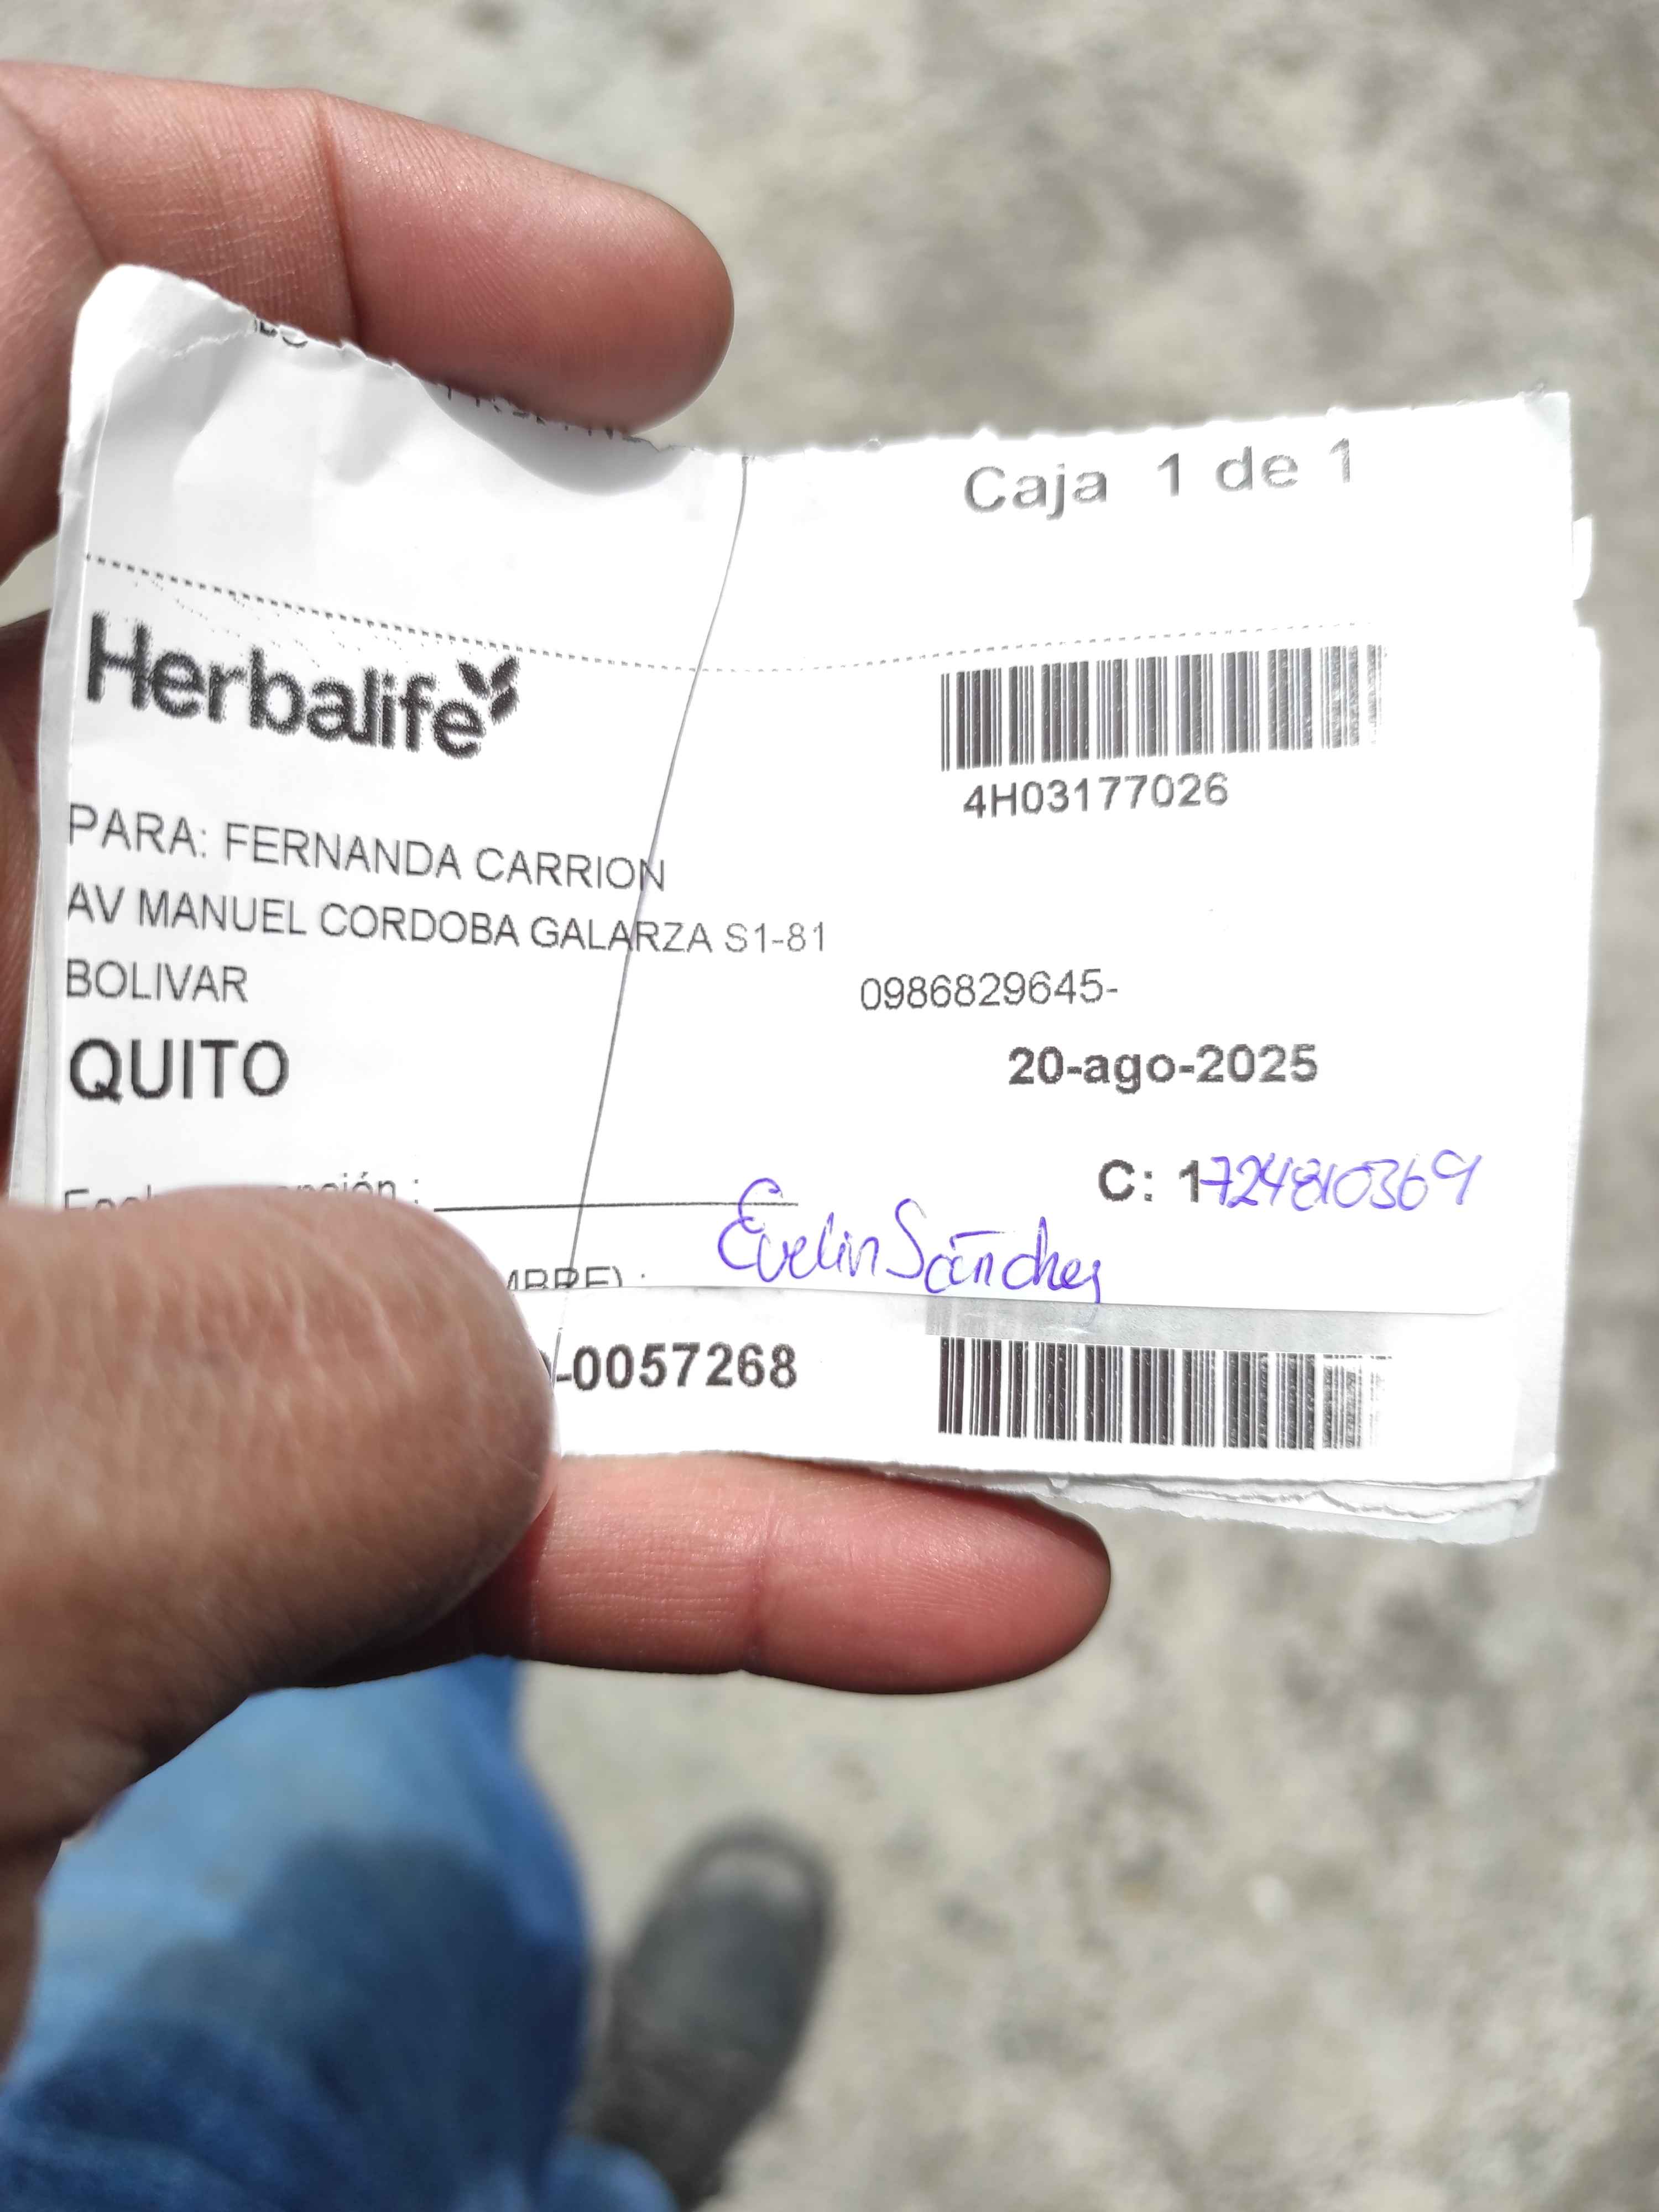 Caja 1 de 1
Herbalife
4H03177026
PARA: FERNANDA CARRION
AV MANUEL CORDOBA GALARZA S1-81
BOLIVAR
0986829645-
QUITO
20-ago-2025
C: 1724810369
Evelin Sánchez
-0057268